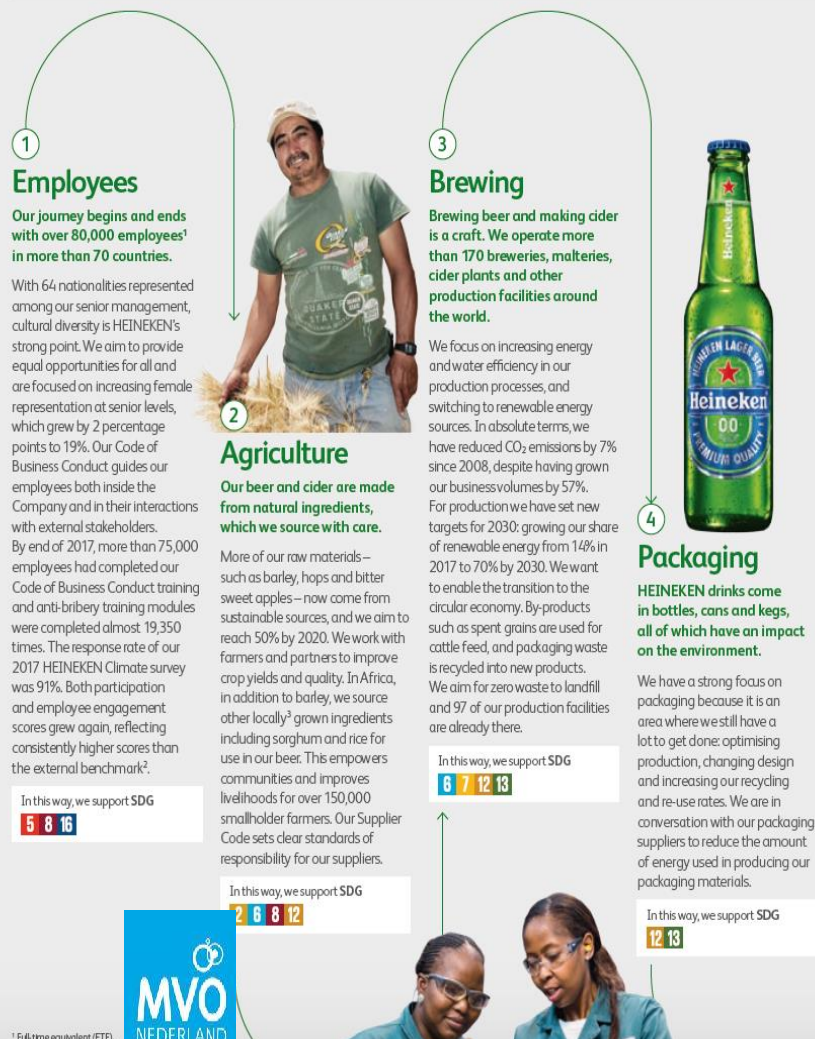 1
Employees
Our journey begins and ends
with over 80,000 employees¹
in more than 70 countries.
With 64 nationalities represented
among our senior management,
cultural diversity is HEINEKEN's
strong point. We aim to provide
equal opportunities for all and
are focused on increasing female
representation at senior levels,
which grew by 2 percentage
points to 19%. Our Code of
Business Conduct guides our
employees both inside the
Company and in their interactions
with external stakeholders.
By end of 2017, more than 75,000
employees had completed our
Code of Business Conduct training
and anti-bribery training modules
were completed almost 19,350
times. The response rate of our
2017 HEINEKEN Climate survey
was 91%. Both participation
and employee engagement
scores grew again, reflecting
consistently higher scores than
the external benchmark².
In this way, we support SDG
5 8 16
QUAKER
STATE
2
Agriculture
Our beer and cider are made
from natural ingredients,
which we source with care.
More of our raw materials –
such as barley, hops and bitter
sweet apples – now come from
sustainable sources, and we aim to
reach 50% by 2020. We work with
farmers and partners to improve
crop yields and quality. In Africa,
in addition to barley, we source
other locally³ grown ingredients
including sorghum and rice for
use in our beer. This empowers
communities and improves
livelihoods for over 150,000
smallholder farmers. Our Supplier
Code sets clear standards of
responsibility for our suppliers.
In this way, we support SDG
2 6 8 12
3
Brewing
Brewing beer and making cider
is a craft. We operate more
than 170 breweries, malteries,
cider plants and other
production facilities around
the world.
We focus on increasing energy
and water efficiency in our
production processes, and
switching to renewable energy
sources. In absolute terms, we
have reduced CO₂ emissions by 7%
since 2008, despite having grown
our business volumes by 57%.
For production we have set new
targets for 2030: growing our share
of renewable energy from 14% in
2017 to 70% by 2030. We want
to enable the transition to the
circular economy. By-products
such as spent grains are used for
cattle feed, and packaging waste
is recycled into new products.
We aim for zero waste to landfill
and 97 of our production facilities
are already there.
In this way, we support SDG
6 7 12 13
Heineken
HEINEKEN LAGER BEER
Heineken
0.0
PREMIUM QUALITY
4
Packaging
HEINEKEN drinks come
in bottles, cans and kegs,
all of which have an impact
on the environment.
We have a strong focus on
packaging because it is an
area where we still have a
lot to get done: optimising
production, changing design
and increasing our recycling
and re-use rates. We are in
conversation with our packaging
suppliers to reduce the amount
of energy used in producing our
packaging materials.
In this way, we support SDG
12 13
MVO
NEDERLAND
¹ Full-time equivalent (FTE)